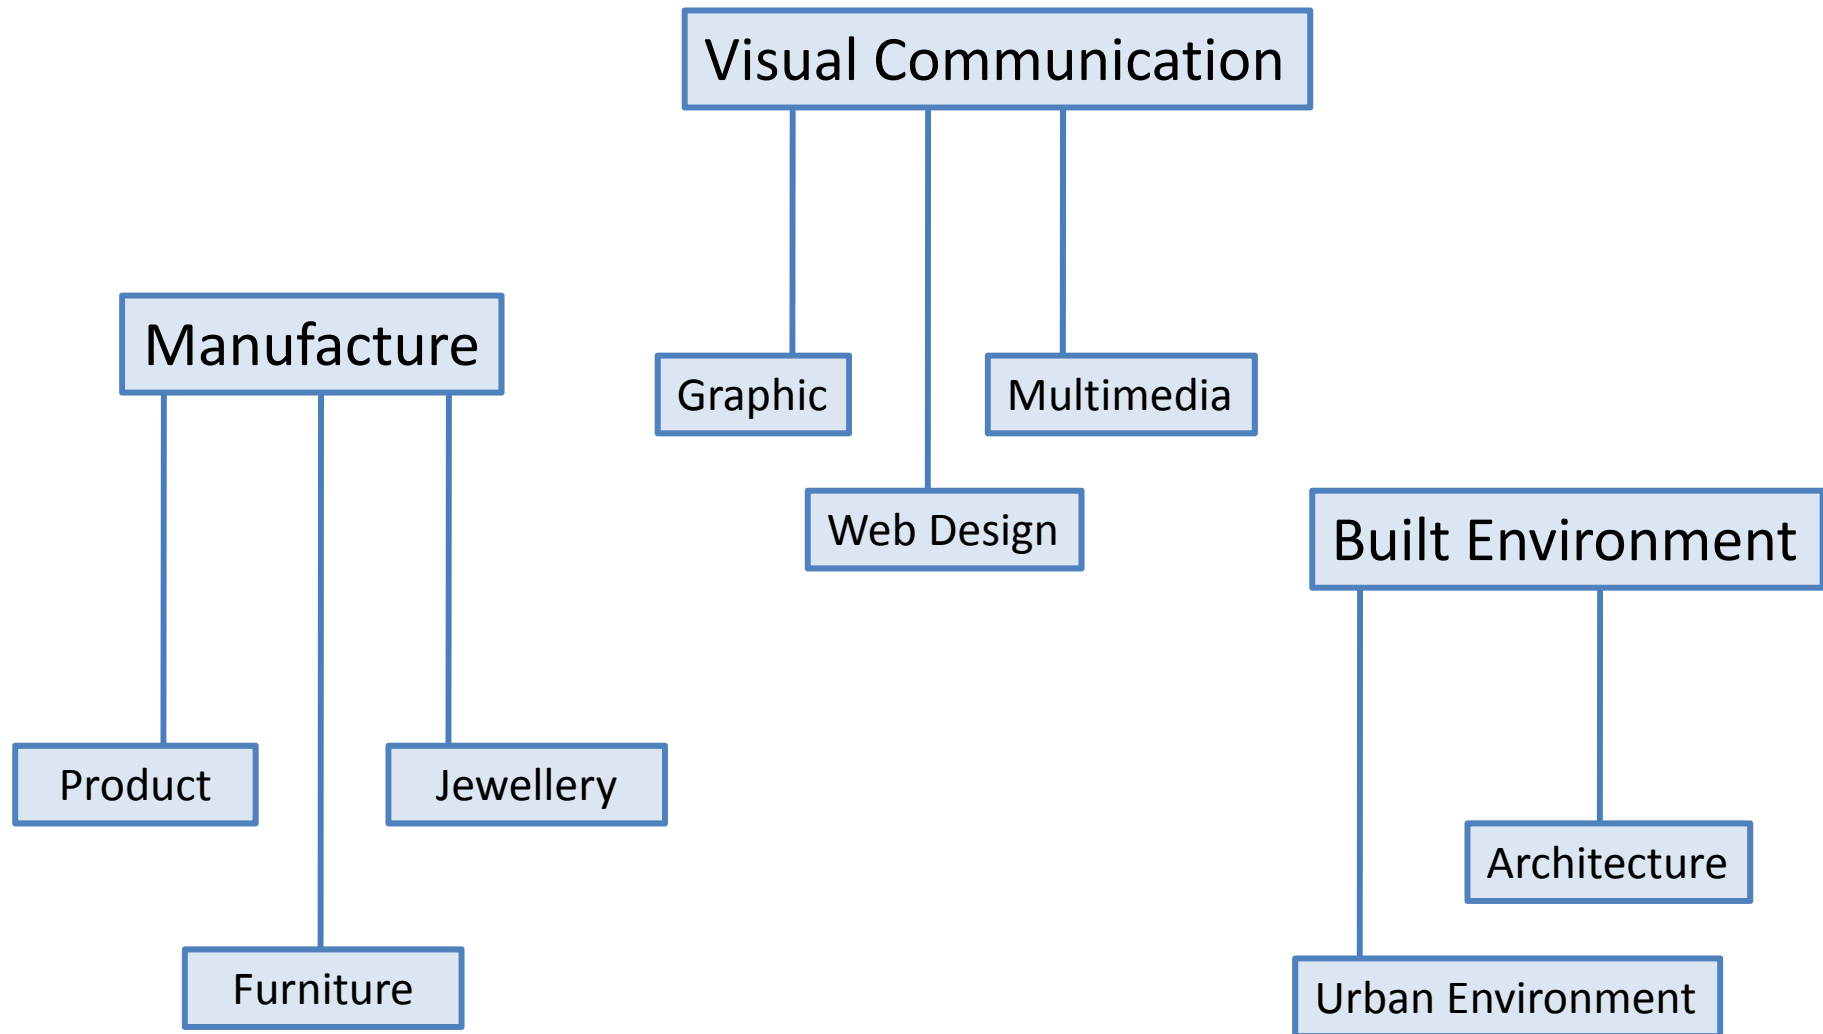 Visual Communication
Graphic
Multimedia
Web Design
Manufacture
Product
Jewellery
Furniture
Built Environment
Architecture
Urban Environment